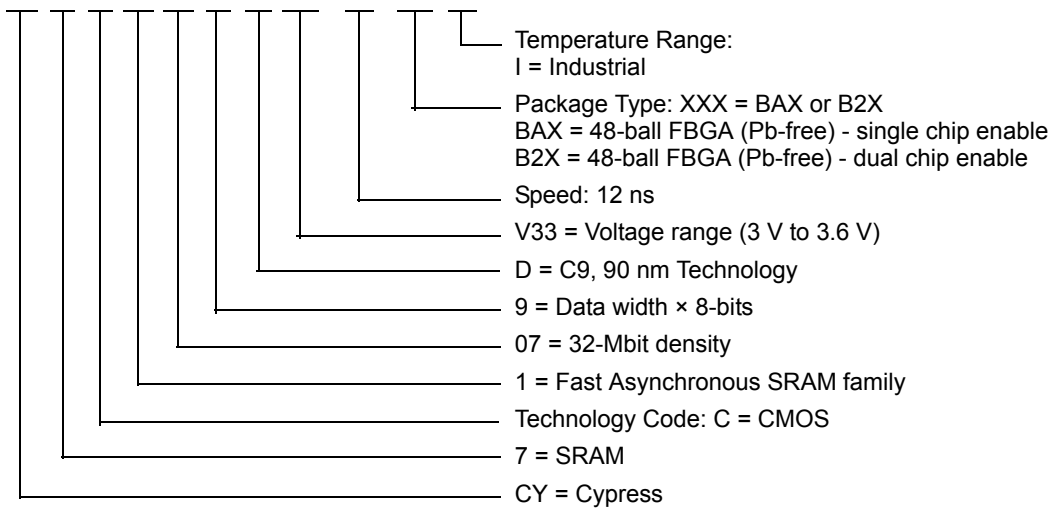 Temperature Range:
I = Industrial
Package Type: XXX = BAX or B2X
BAX = 48-ball FBGA (Pb-free) - single chip enable
B2X = 48-ball FBGA (Pb-free) - dual chip enable
Speed: 12 ns
V33 = Voltage range (3 V to 3.6 V)
D = C9, 90 nm Technology
9 = Data width × 8-bits
07 = 32-Mbit density
1 = Fast Asynchronous SRAM family
Technology Code: C = CMOS
7 = SRAM
CY = Cypress